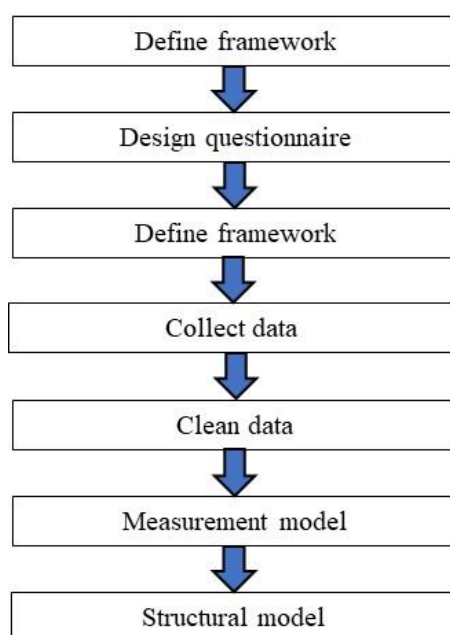 Define framework
Design questionnaire
Define framework
Collect data
Clean data
Measurement model
Structural model